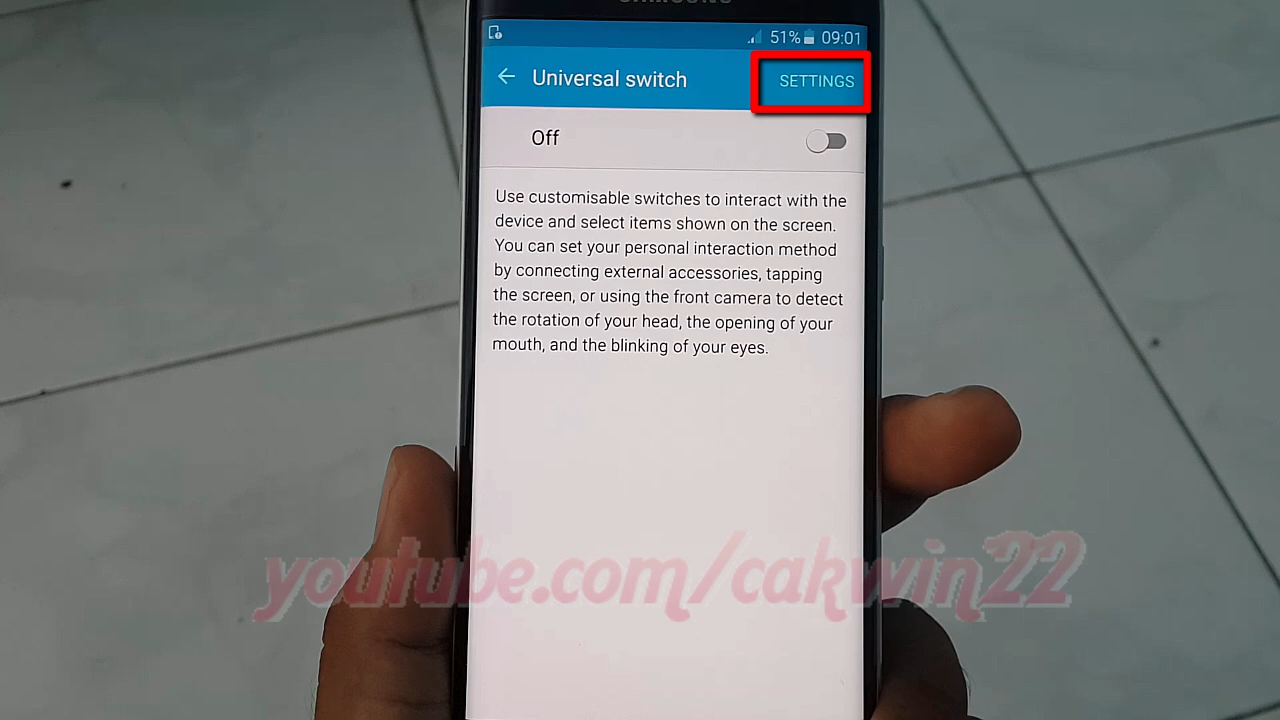 SAMSUNG
51% 09:01
Universal switch
SETTINGS
Off
Use customisable switches to interact with the
device and select items shown on the screen.
You can set your personal interaction method
by connecting external accessories, tapping
the screen, or using the front camera to detect
the rotation of your head, the opening of your
mouth, and the blinking of your eyes.
youtube.com/cakwin22